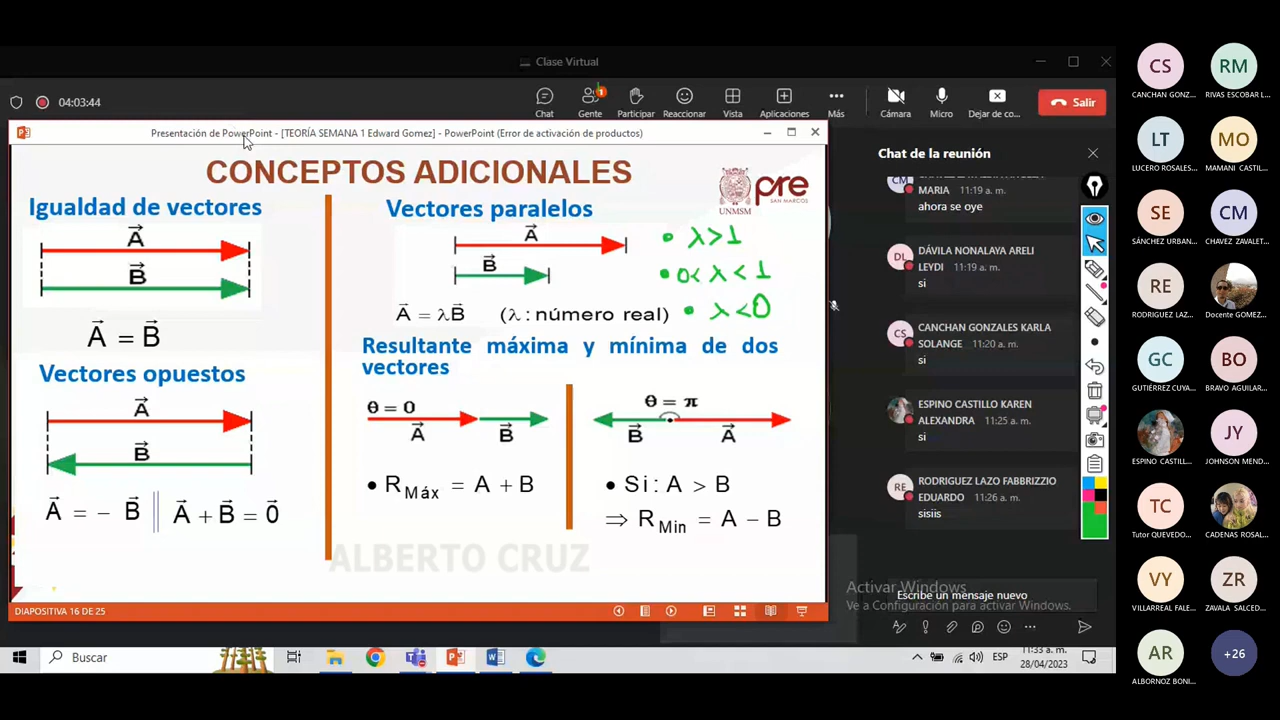 Clase Virtual
04:03:44
1
Chat
Gente
Participar
Reaccionar
Vista
Aplicaciones
Más
Cámara
Micro
Dejar de co...
Salir
Presentación de PowerPoint - [TEORÍA SEMANA 1 Edward Gomez] - PowerPoint (Error de activación de productos)
CONCEPTOS ADICIONALES
UNMSM
pre
SAN MARCOS
Igualdad de vectores
A⃗
B⃗
A⃗ = B⃗
Vectores opuestos
A⃗
B⃗
A⃗ = − B⃗ || A⃗ + B⃗ = 0⃗
Vectores paralelos
A⃗
B⃗
• λ > 1
• 0 < λ < 1
• λ < 0
A⃗ = λB⃗ (λ : número real)
Resultante máxima y mínima de dos
vectores
θ = 0
A⃗ B⃗
• R Máx = A + B
θ = π
B⃗ A⃗
• Si : A > B
⇒ R Min = A − B
ALBERTO CRUZ
DIAPOSITIVA 16 DE 25
Chat de la reunión
CM
MARIA 11:19 a. m.
ahora se oye
DL
DÁVILA NONALAYA ARELI
LEYDI 11:19 a. m.
si
CS
CANCHAN GONZALES KARLA
SOLANGE 11:20 a. m.
si
ESPINO CASTILLO KAREN
ALEXANDRA 11:25 a. m.
si
RE
RODRIGUEZ LAZO FABBRIZZIO
EDUARDO 11:26 a. m.
sisiis
Activar Windows
Ve a Configuración para activar Windows.
Escribe un mensaje nuevo
Buscar
ESP
11:33 a. m.
28/04/2023
CS
CANCHAN GONZ...
RM
RIVAS ESCOBAR L...
LT
LUCERO ROSALES...
MO
MAMANI CASTIL...
SE
SÁNCHEZ URBAN...
CM
CHAVEZ ZAVALET...
RE
RODRIGUEZ LAZ...
Docente GOMEZ...
GC
GUTIÉRREZ CUYA...
BO
BRAVO AGUILAR...
ESPINO CASTILL...
JY
JOHNSON MEND...
TC
Tutor QUEVEDO...
CADENAS ROSAL...
VY
VILLARREAL FALE...
ZR
ZAVALA SALCED...
AR
ALBORNOZ BONI...
+26